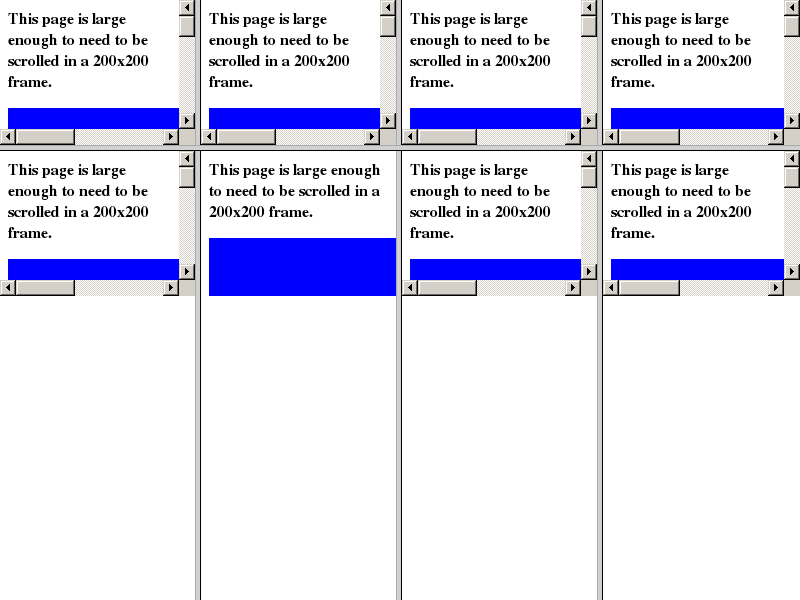 This page is large
enough to need to be
scrolled in a 200x200
frame.
This page is large
enough to need to be
scrolled in a 200x200
frame.
This page is large
enough to need to be
scrolled in a 200x200
frame.
This page is large
enough to need to be
scrolled in a 200x200
frame.
This page is large
enough to need to be
scrolled in a 200x200
frame.
This page is large enough
to need to be scrolled in a
200x200 frame.
This page is large
enough to need to be
scrolled in a 200x200
frame.
This page is large
enough to need to be
scrolled in a 200x200
frame.